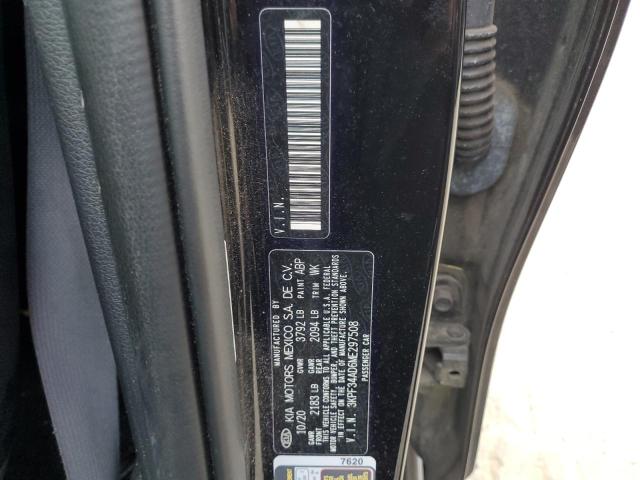 V.I.N.
KIA
MANUFACTURED BY
KIA MOTORS MEXICO S.A. DE C.V.
10/20 GVWR 3792 LB PAINT ABP
GAWR FRONT 2183 LB GAWR REAR 2094 LB TRIM WK
THIS VEHICLE CONFORMS TO ALL APPLICABLE U.S.A. FEDERAL
MOTOR VEHICLE SAFETY, BUMPER, AND THEFT PREVENTION STANDARDS
IN EFFECT ON THE DATE OF MANUFACTURE SHOWN ABOVE.
V.I.N. 3KPF34AD6ME297508
PASSENGER CAR
7620